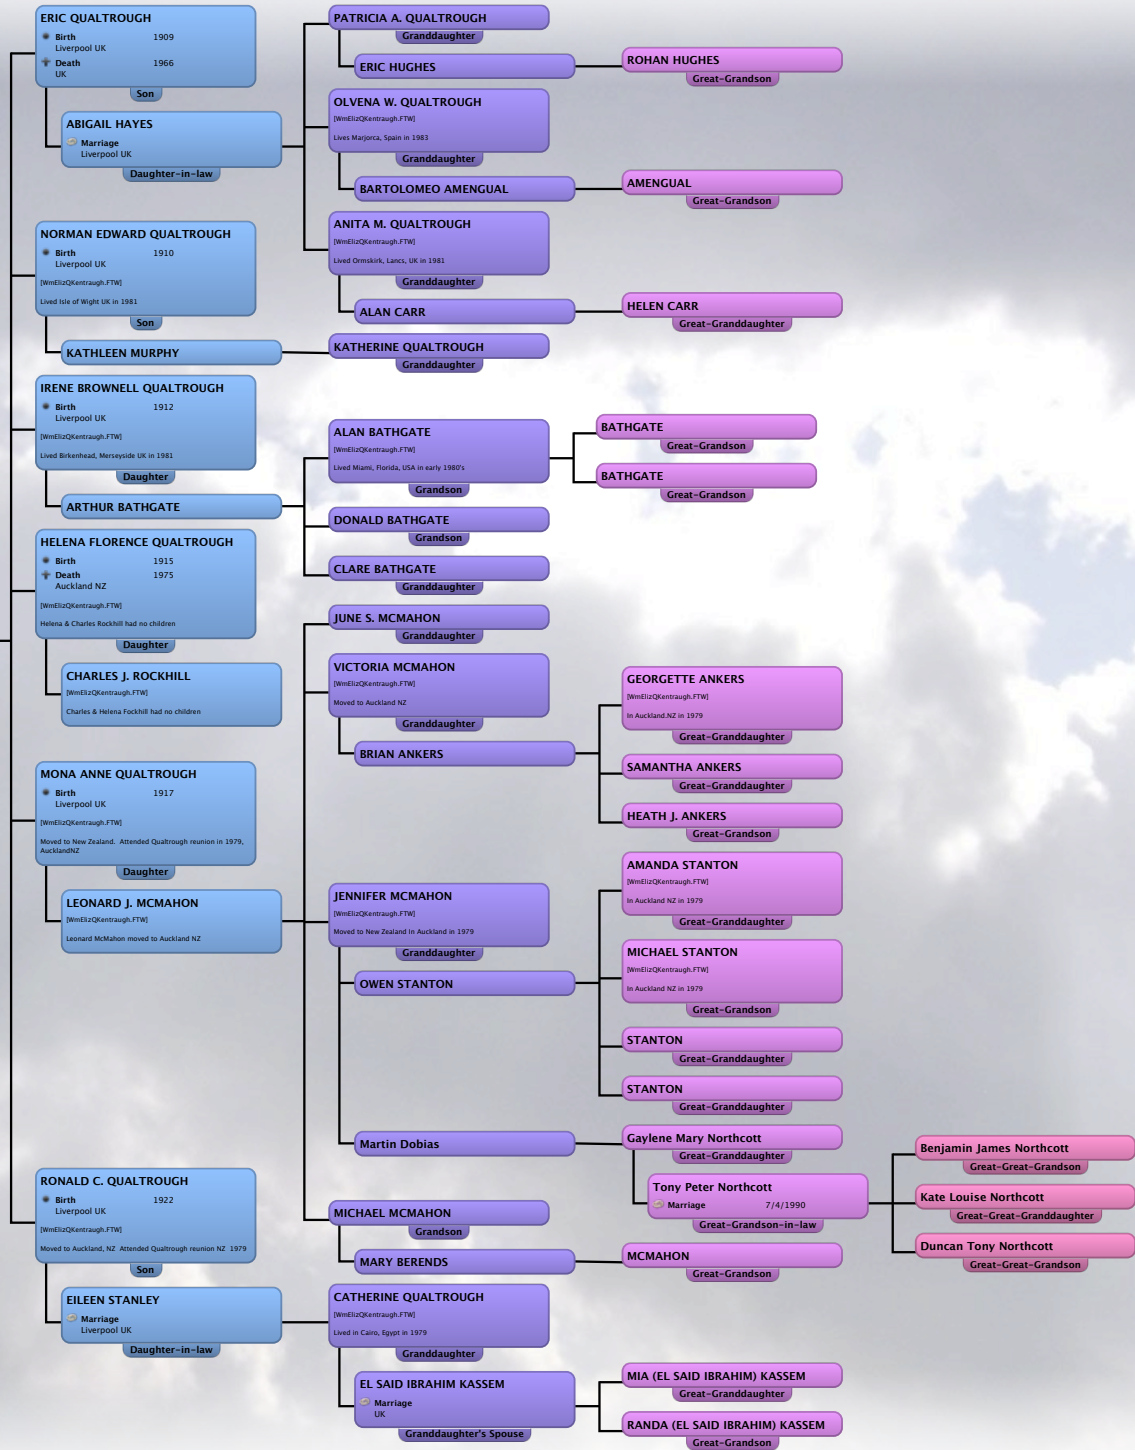 ERIC QUALTROUGH
Birth 1909
Liverpool UK
Death 1966
UK
Son
ABIGAIL HAYES
Marriage
Liverpool UK
Daughter-in-law
NORMAN EDWARD QUALTROUGH
Birth 1910
Liverpool UK
[WmElizQKentraugh.FTW]
Lived Isle of Wight UK in 1981
Son
KATHLEEN MURPHY
IRENE BROWNELL QUALTROUGH
Birth 1912
Liverpool UK
[WmElizQKentraugh.FTW]
Lived Birkenhead, Merseyside UK in 1981
Daughter
ARTHUR BATHGATE
HELENA FLORENCE QUALTROUGH
Birth 1915
Death 1975
Auckland NZ
[WmElizQKentraugh.FTW]
Helena & Charles Rockhill had no children
Daughter
CHARLES J. ROCKHILL
[WmElizQKentraugh.FTW]
Charles & Helena Fockhill had no children
MONA ANNE QUALTROUGH
Birth 1917
Liverpool UK
[WmElizQKentraugh.FTW]
Moved to New Zealand.  Attended Qualtrough reunion in 1979,
AucklandNZ
Daughter
LEONARD J. MCMAHON
[WmElizQKentraugh.FTW]
Leonard McMahon moved to Auckland NZ
RONALD C. QUALTROUGH
Birth 1922
Liverpool UK
[WmElizQKentraugh.FTW]
Moved to Auckland, NZ  Attended Qualtrough reunion NZ  1979
Son
EILEEN STANLEY
Marriage
Liverpool UK
Daughter-in-law
PATRICIA A. QUALTROUGH
Granddaughter
ERIC HUGHES
OLVENA W. QUALTROUGH
[WmElizQKentraugh.FTW]
Lives Marjorca, Spain in 1983
Granddaughter
BARTOLOMEO AMENGUAL
ANITA M. QUALTROUGH
[WmElizQKentraugh.FTW]
Lived Ormskirk, Lancs, UK in 1981
Granddaughter
ALAN CARR
KATHERINE QUALTROUGH
Granddaughter
ALAN BATHGATE
[WmElizQKentraugh.FTW]
Lived Miami, Florida, USA in early 1980's
Grandson
DONALD BATHGATE
Grandson
CLARE BATHGATE
Granddaughter
JUNE S. MCMAHON
Granddaughter
VICTORIA MCMAHON
[WmElizQKentraugh.FTW]
Moved to Auckland NZ
Granddaughter
BRIAN ANKERS
JENNIFER MCMAHON
[WmElizQKentraugh.FTW]
Moved to New Zealand In Auckland in 1979
Granddaughter
OWEN STANTON
Martin Dobias
MICHAEL MCMAHON
Grandson
MARY BERENDS
CATHERINE QUALTROUGH
[WmElizQKentraugh.FTW]
Lived in Cairo, Egypt in 1979
Granddaughter
EL SAID IBRAHIM KASSEM
Marriage
UK
Granddaughter's Spouse
ROHAN HUGHES
Great-Grandson
AMENGUAL
Great-Grandson
HELEN CARR
Great-Granddaughter
BATHGATE
Great-Grandson
BATHGATE
Great-Grandson
GEORGETTE ANKERS
[WmElizQKentraugh.FTW]
In Auckland.NZ in 1979
Great-Granddaughter
SAMANTHA ANKERS
Great-Granddaughter
HEATH J. ANKERS
Great-Grandson
AMANDA STANTON
[WmElizQKentraugh.FTW]
In Auckland NZ in 1979
Great-Granddaughter
MICHAEL STANTON
[WmElizQKentraugh.FTW]
In Auckland NZ in 1979
Great-Grandson
STANTON
Great-Granddaughter
STANTON
Great-Granddaughter
Gaylene Mary Northcott
Great-Granddaughter
Tony Peter Northcott
Marriage 7/4/1990
Great-Grandson-in-law
MCMAHON
Great-Grandson
MIA (EL SAID IBRAHIM) KASSEM
Great-Granddaughter
RANDA (EL SAID IBRAHIM) KASSEM
Great-Grandson
Benjamin James Northcott
Great-Great-Grandson
Kate Louise Northcott
Great-Great-Granddaughter
Duncan Tony Northcott
Great-Great-Grandson